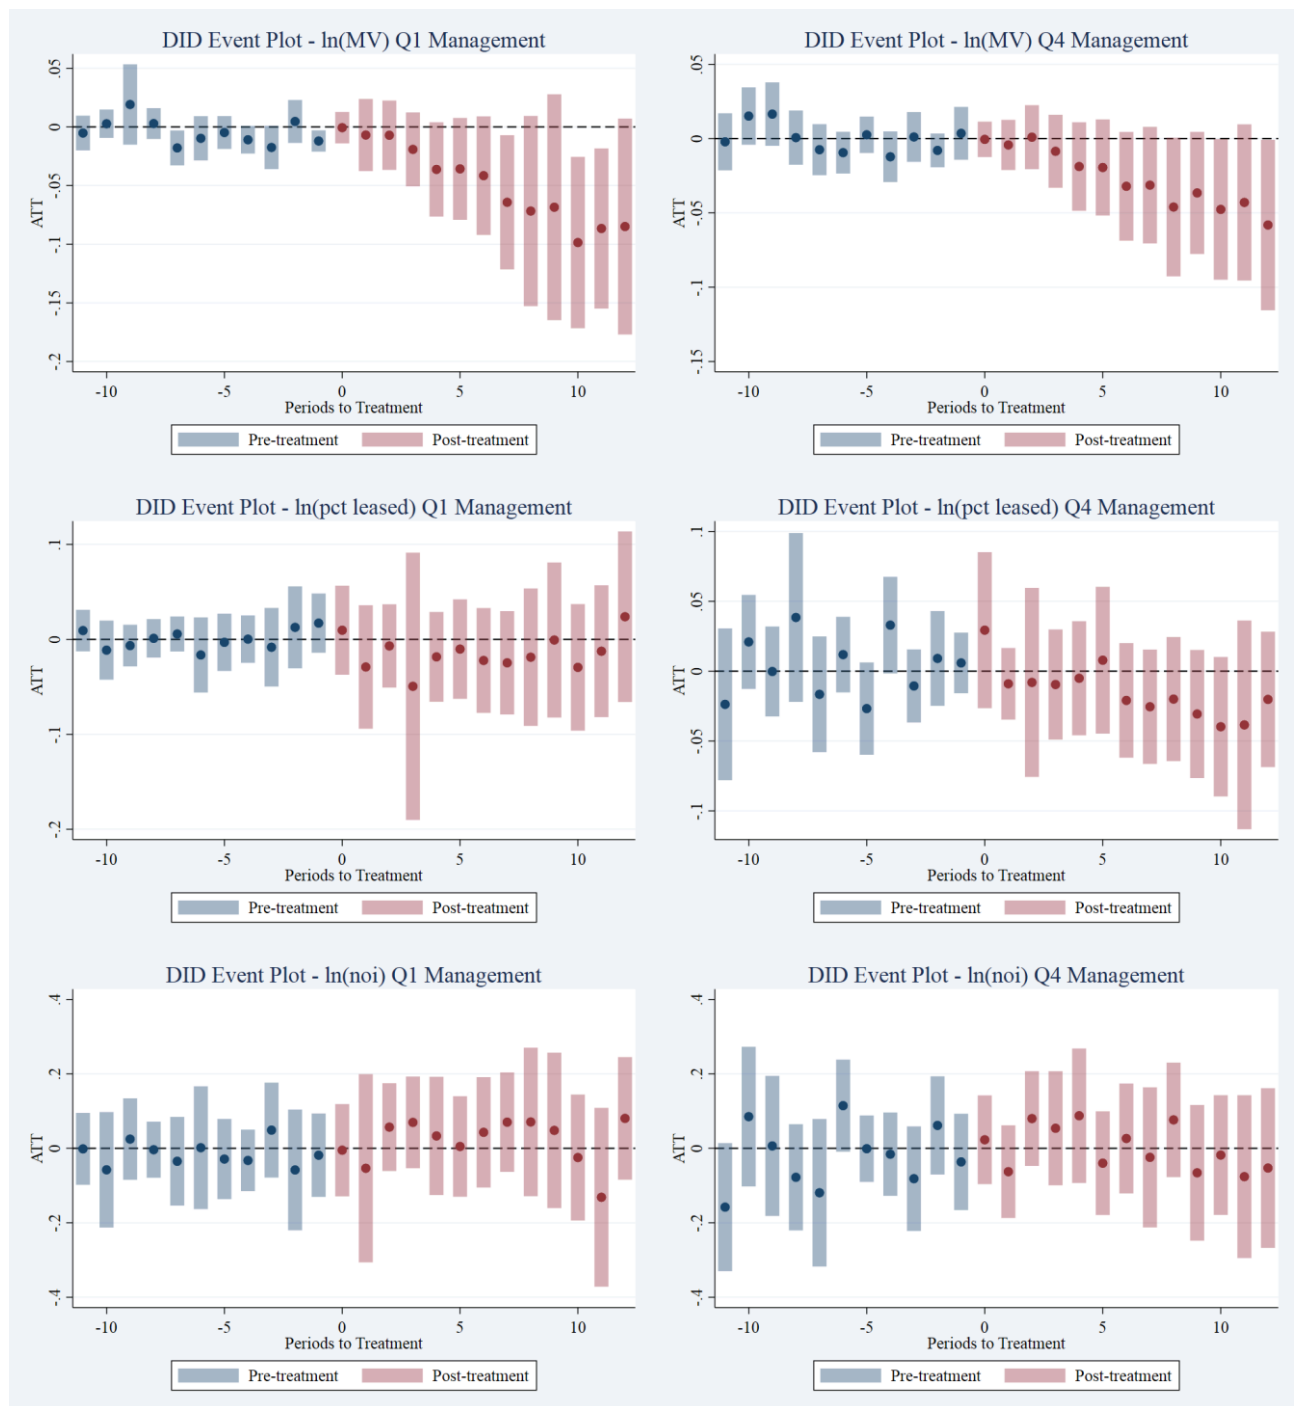 DID Event Plot - ln(MV) Q1 Management
ATT
.05
0
-.05
-.1
-.15
-.2
-10
-5
0
5
10
Periods to Treatment
Pre-treatment
Post-treatment
DID Event Plot - ln(MV) Q4 Management
ATT
.05
0
-.05
-.1
-.15
-10
-5
0
5
10
Periods to Treatment
Pre-treatment
Post-treatment
DID Event Plot - ln(pct leased) Q1 Management
ATT
.1
0
-.1
-.2
-10
-5
0
5
10
Periods to Treatment
Pre-treatment
Post-treatment
DID Event Plot - ln(pct leased) Q4 Management
ATT
.1
.05
0
-.05
-.1
-10
-5
0
5
10
Periods to Treatment
Pre-treatment
Post-treatment
DID Event Plot - ln(noi) Q1 Management
ATT
.4
.2
0
-.2
-.4
-10
-5
0
5
10
Periods to Treatment
Pre-treatment
Post-treatment
DID Event Plot - ln(noi) Q4 Management
ATT
.4
.2
0
-.2
-.4
-10
-5
0
5
10
Periods to Treatment
Pre-treatment
Post-treatment